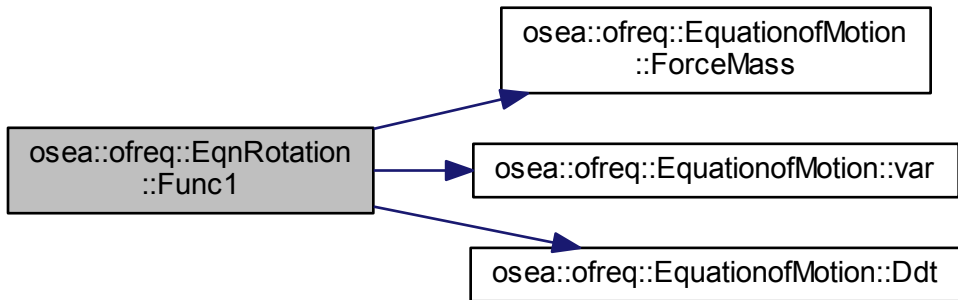 osea::ofreq::EquationofMotion
::ForceMass
osea::ofreq::EqnRotation
::Func1
osea::ofreq::EquationofMotion::var
osea::ofreq::EquationofMotion::Ddt